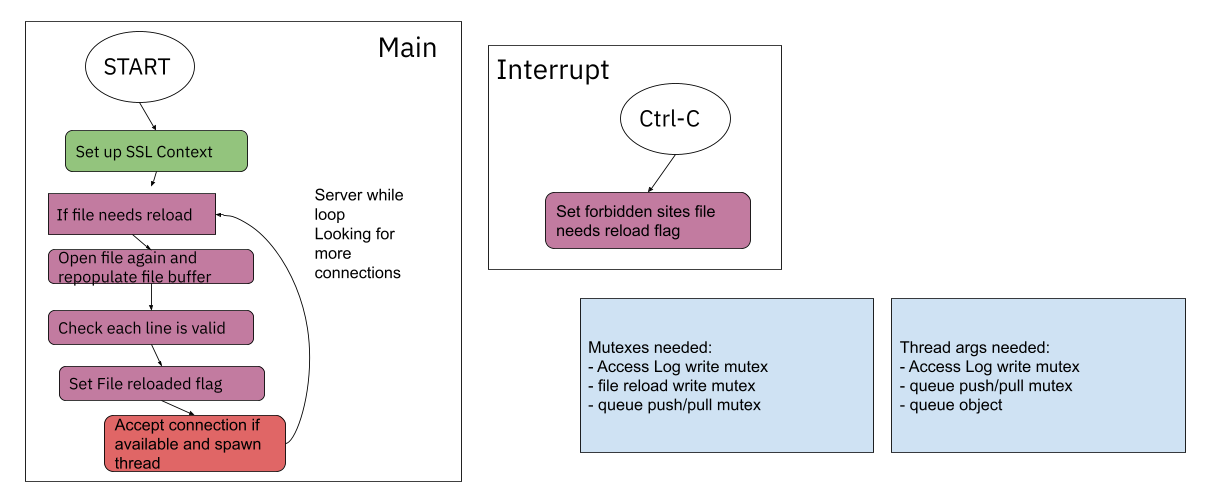 Main
START
Set up SSL Context
If file needs reload
Open file again and
repopulate file buffer
Check each line is valid
Set File reloaded flag
Accept connection if
available and spawn
thread
Server while
loop
Looking for
more
connections
Interrupt
Ctrl-C
Set forbidden sites file
needs reload flag
Mutexes needed:
- Access Log write mutex
- file reload write mutex
- queue push/pull mutex
Thread args needed:
- Access Log write mutex
- queue push/pull mutex
- queue object